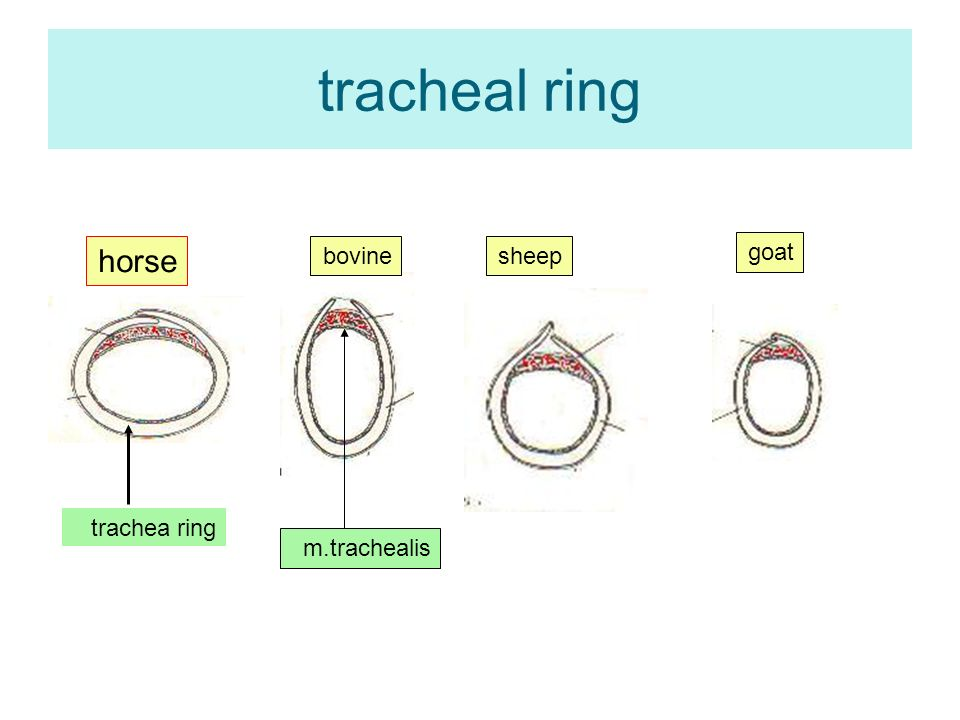 tracheal ring
horse
bovine
sheep
goat
trachea ring
m.trachealis